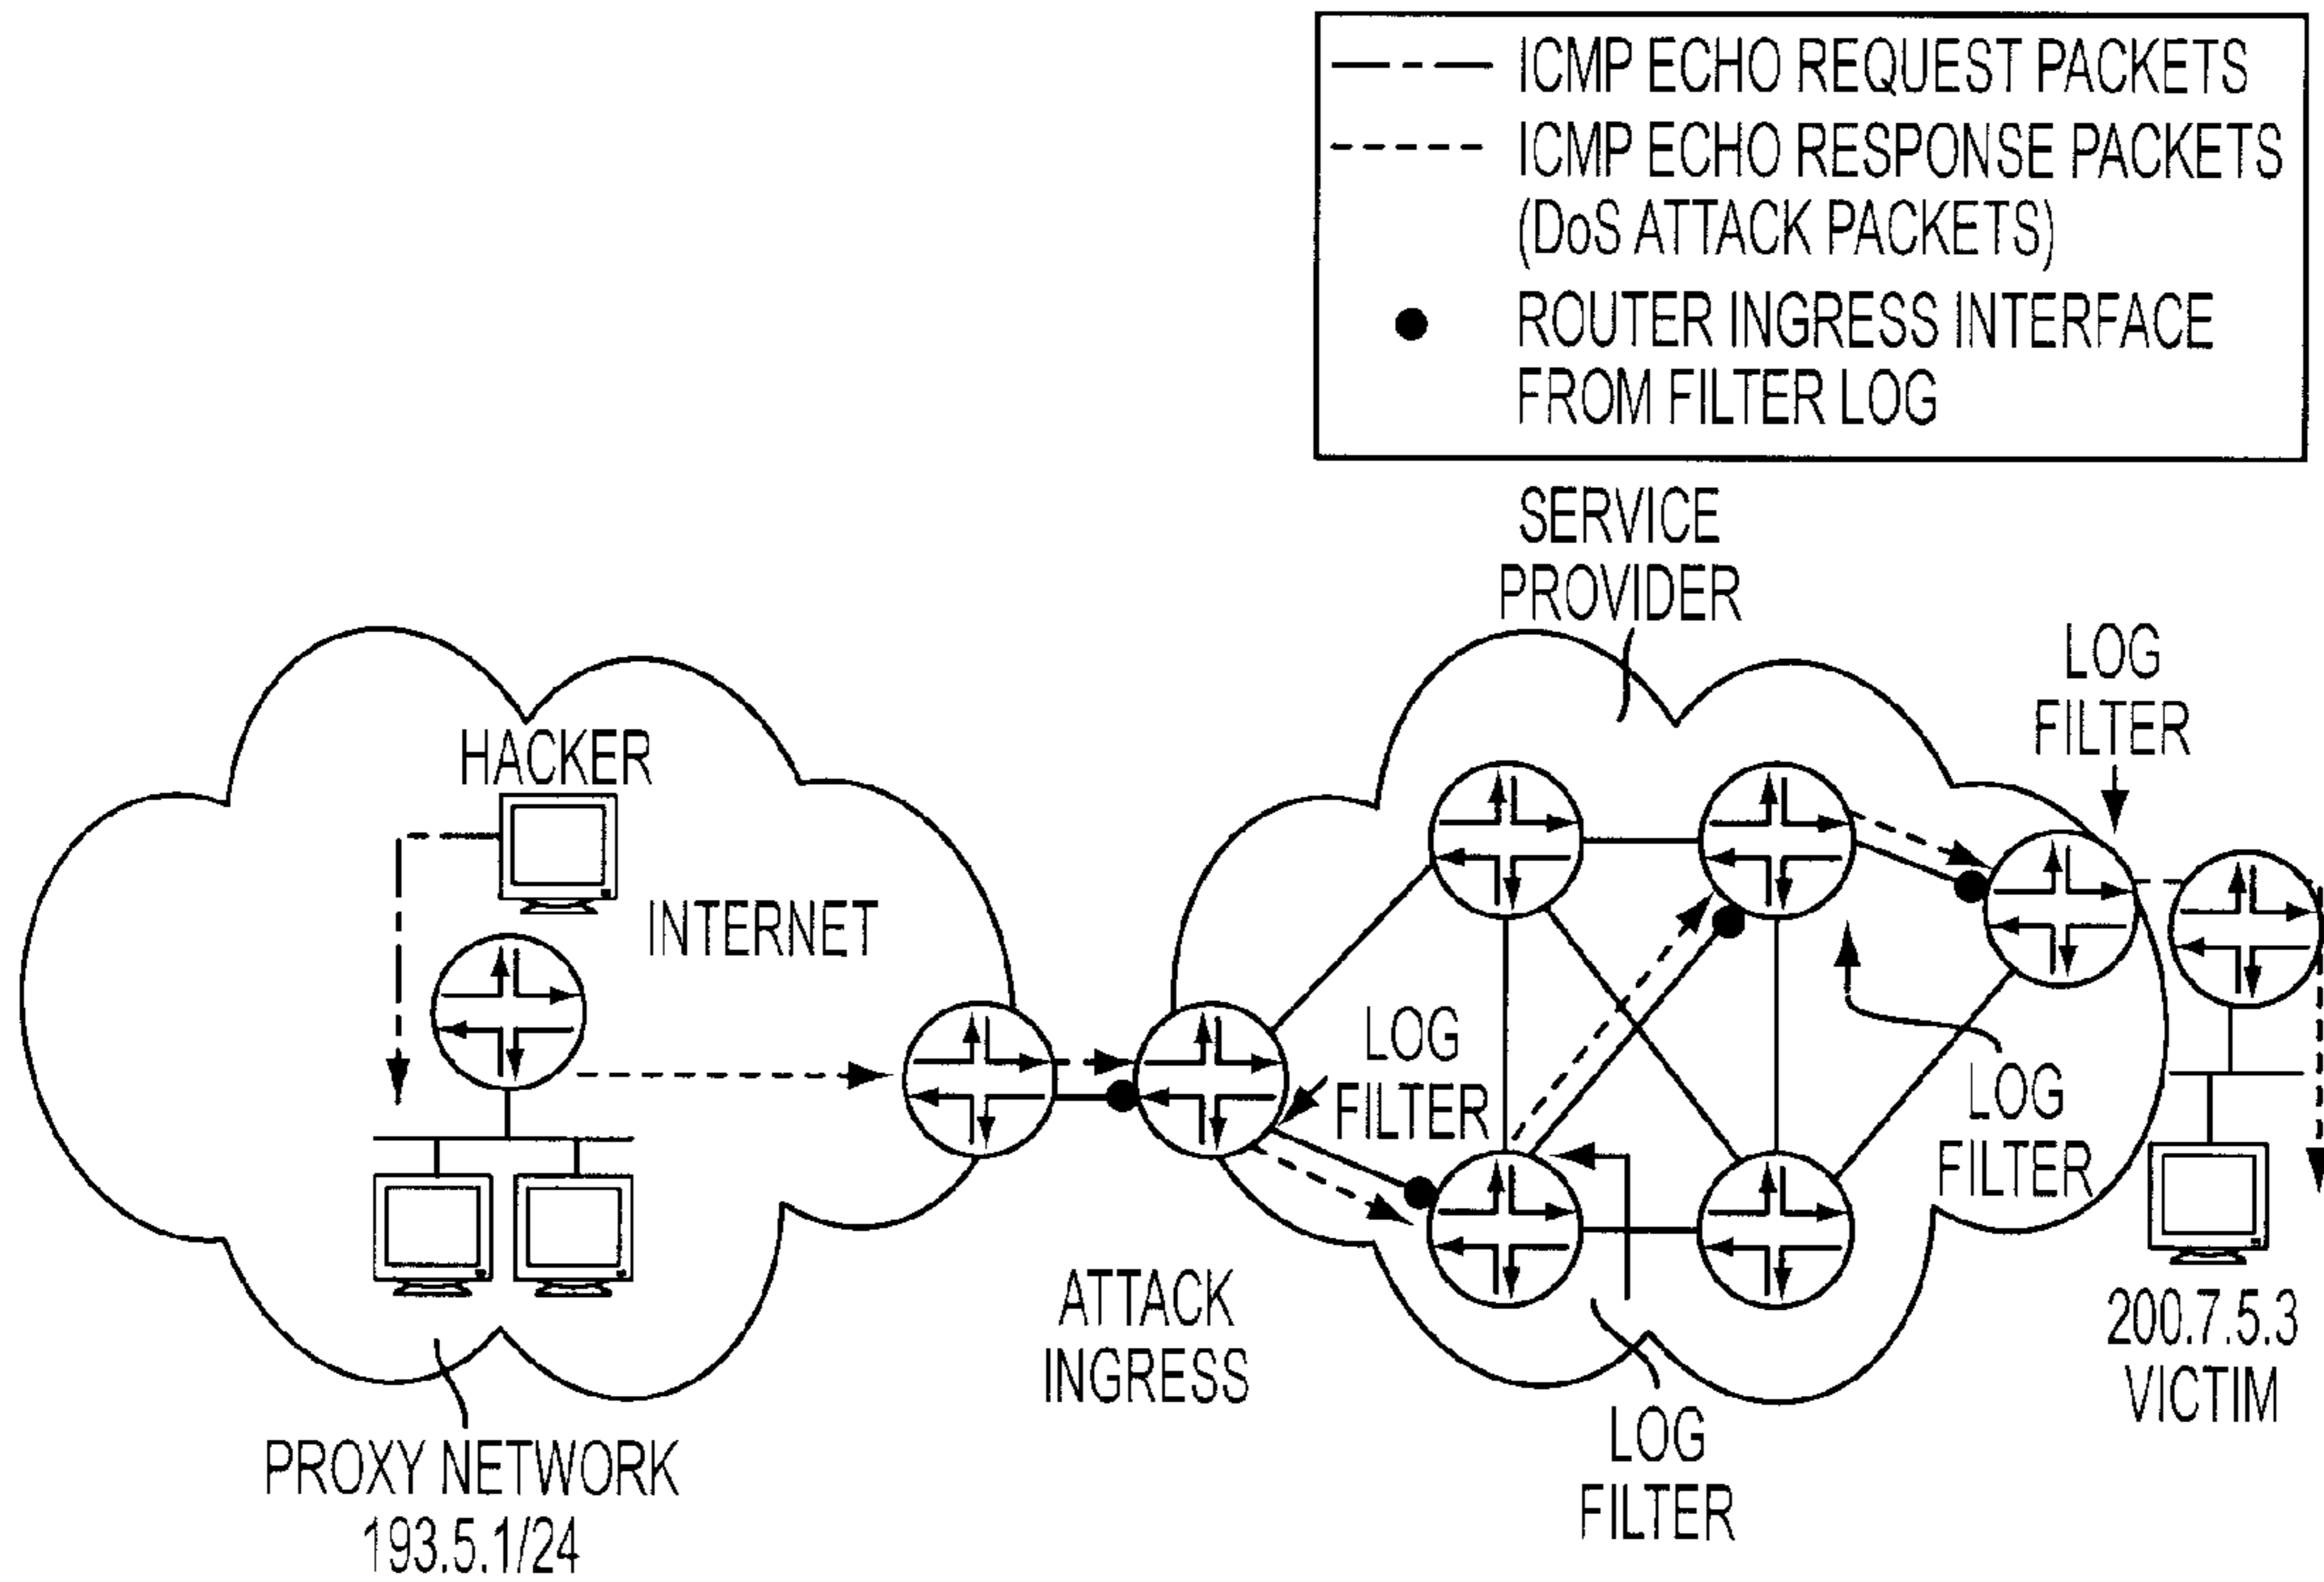 ICMP ECHO REQUEST PACKETS
ICMP ECHO RESPONSE PACKETS
(DoS ATTACK PACKETS)
ROUTER INGRESS INTERFACE
FROM FILTER LOG
SERVICE
PROVIDER
LOG
FILTER
HACKER
INTERNET
LOG
FILTER
LOG
FILTER
ATTACK
INGRESS
200.7.5.3
VICTIM
LOG
FILTER
PROXY NETWORK
193.5.1/24